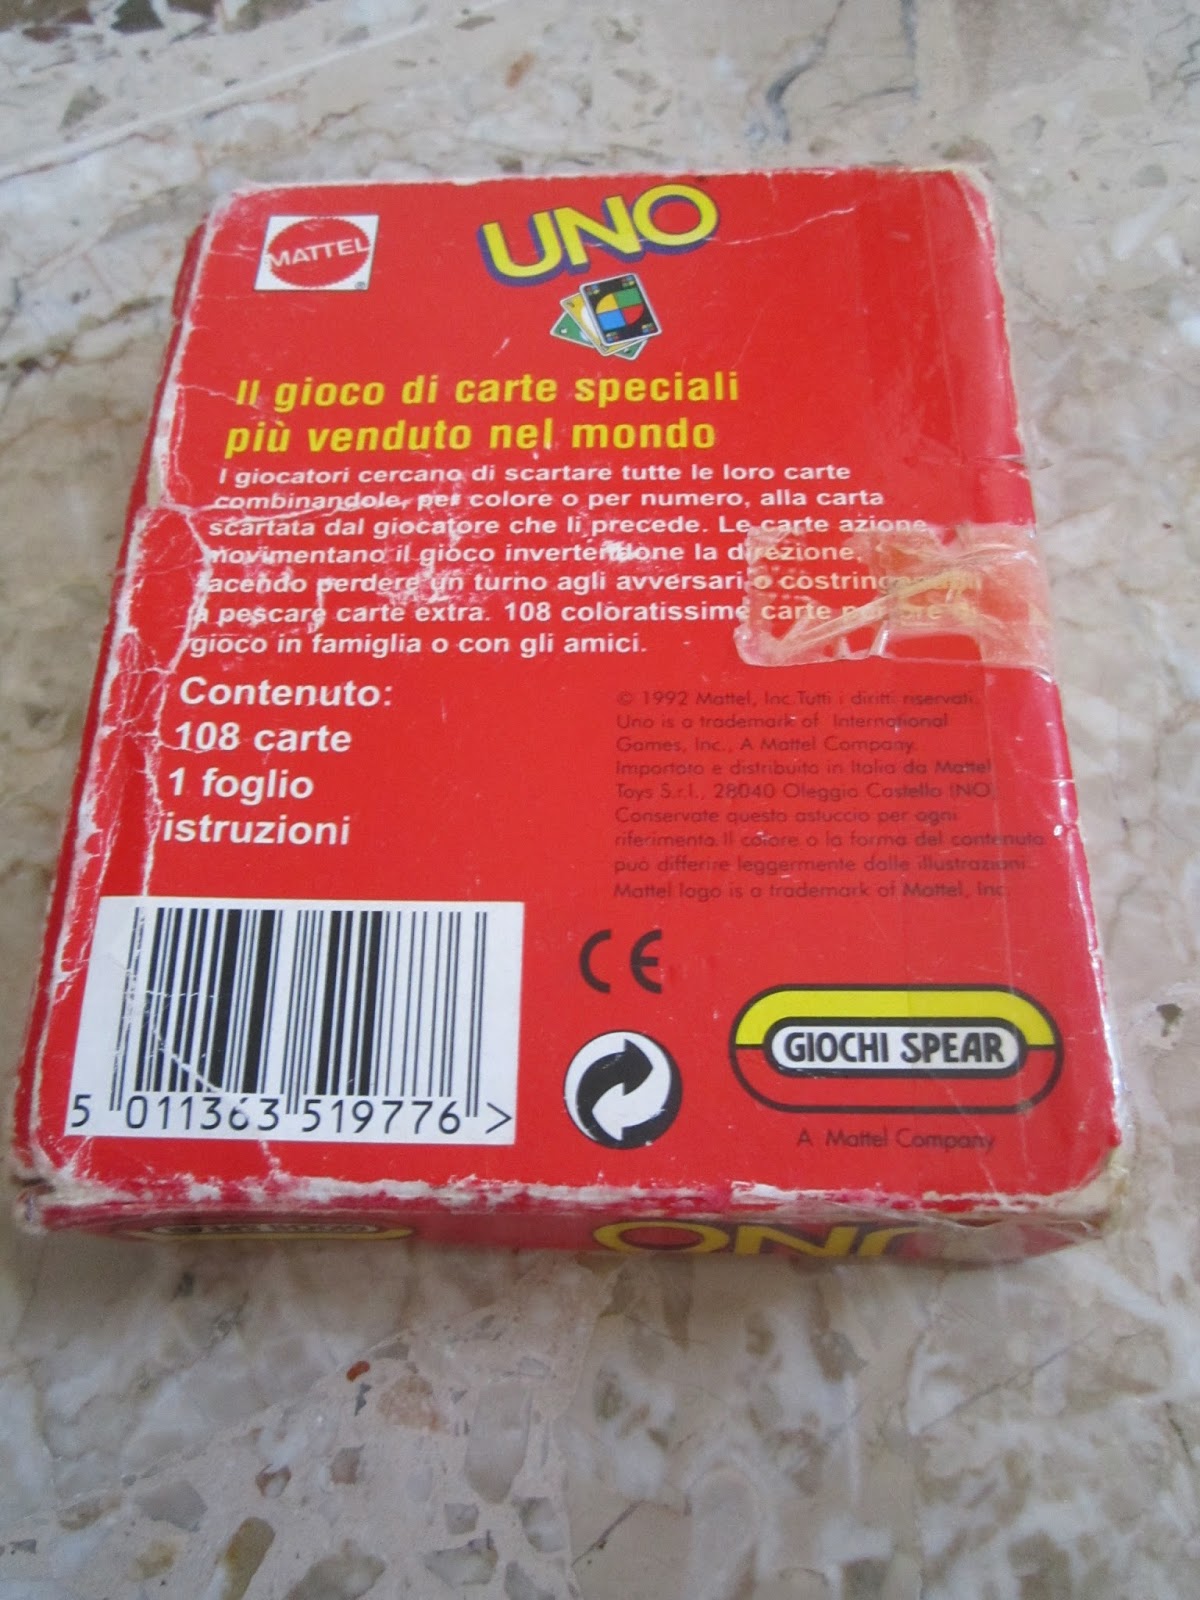 MATTEL
UNO
Il gioco di carte speciali
più venduto nel mondo
I giocatori cercano di scartare tutte le loro carte
combinandole, per colore o per numero, alla carta
scartata dal giocatore che li precede. Le carte azione
movimentano il gioco invertendone la direzione,
facendo perdere un turno agli avversari o
a pescare carte extra. 108 coloratissime carte per ore di
gioco in famiglia o con gli amici.
Contenuto:
108 carte
1 foglio
istruzioni
© 1992 Mattel, Inc. Tutti i diritti riservati.
Uno is a trademark of International
Games, Inc., A Mattel Company.
Importato e distribuito in Italia da Mattel
Toys S.r.l., 28040 Oleggio Castello (NO)
Conservate questo astuccio per ogni
riferimento. Il colore o la forma del contenuto
può differire leggermente dalle illustrazioni.
Mattel logo is a trademark of Mattel, Inc.
5 011363 519776 >
CE
GIOCHI SPEAR
A Mattel Company
UNO